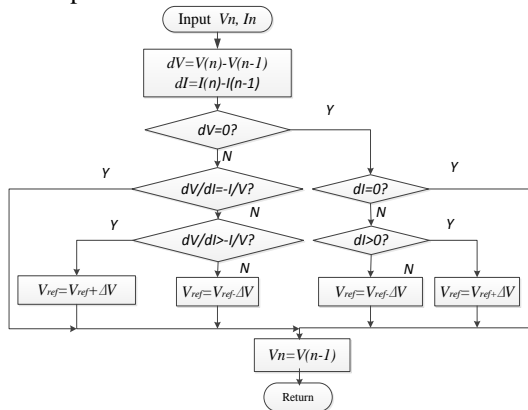 Input Vn, In
dV=V(n)-V(n-1)
dI=I(n)-I(n-1)
Y
dV=0?
N
Y
Y
dV/dI=-I/V?
dI=0?
N
N
Y
dV/dI>-I/V?
dI>0?
Y
N
N
Vref=Vref+ΔV
Vref=Vref-ΔV
Vref=Vref-ΔV
Vref=Vref+ΔV
Vn=V(n-1)
Return